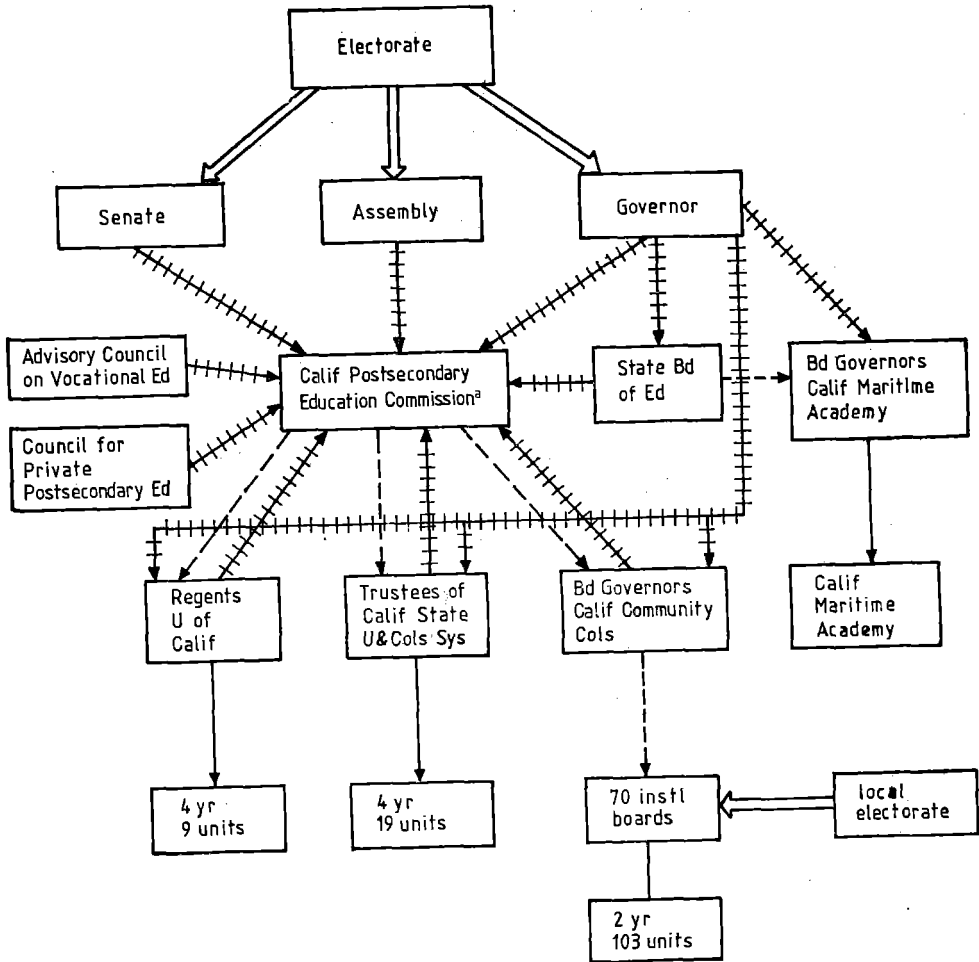 Electorate
Senate
Assembly
Governor
Advisory Council
on Vocational Ed
Calif Postsecondary
Education Commissionᵃ
State Bd
of Ed
Bd Governors
Calif Maritime
Academy
Council for
Private
Postsecondary Ed
Regents
U of
Calif
Trustees of
Calif State
U&Cols Sys
Bd Governors
Calif Community
Cols
Calif
Maritime
Academy
4 yr
9 units
4 yr
19 units
70 instl
boards
local
electorate
2 yr
103 units